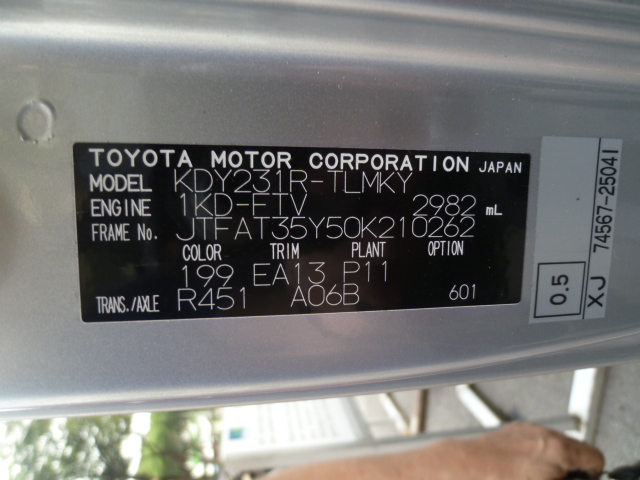 TOYOTA MOTOR CORPORATION JAPAN
MODEL KDY231R-TLMKY
ENGINE 1KD-FTV 2982 mL
FRAME No. JTFAT35Y50K210262
COLOR TRIM PLANT OPTION
199 EA13 P11
TRANS./AXLE R451 A06B 601
0.5
XJ 74567-25041